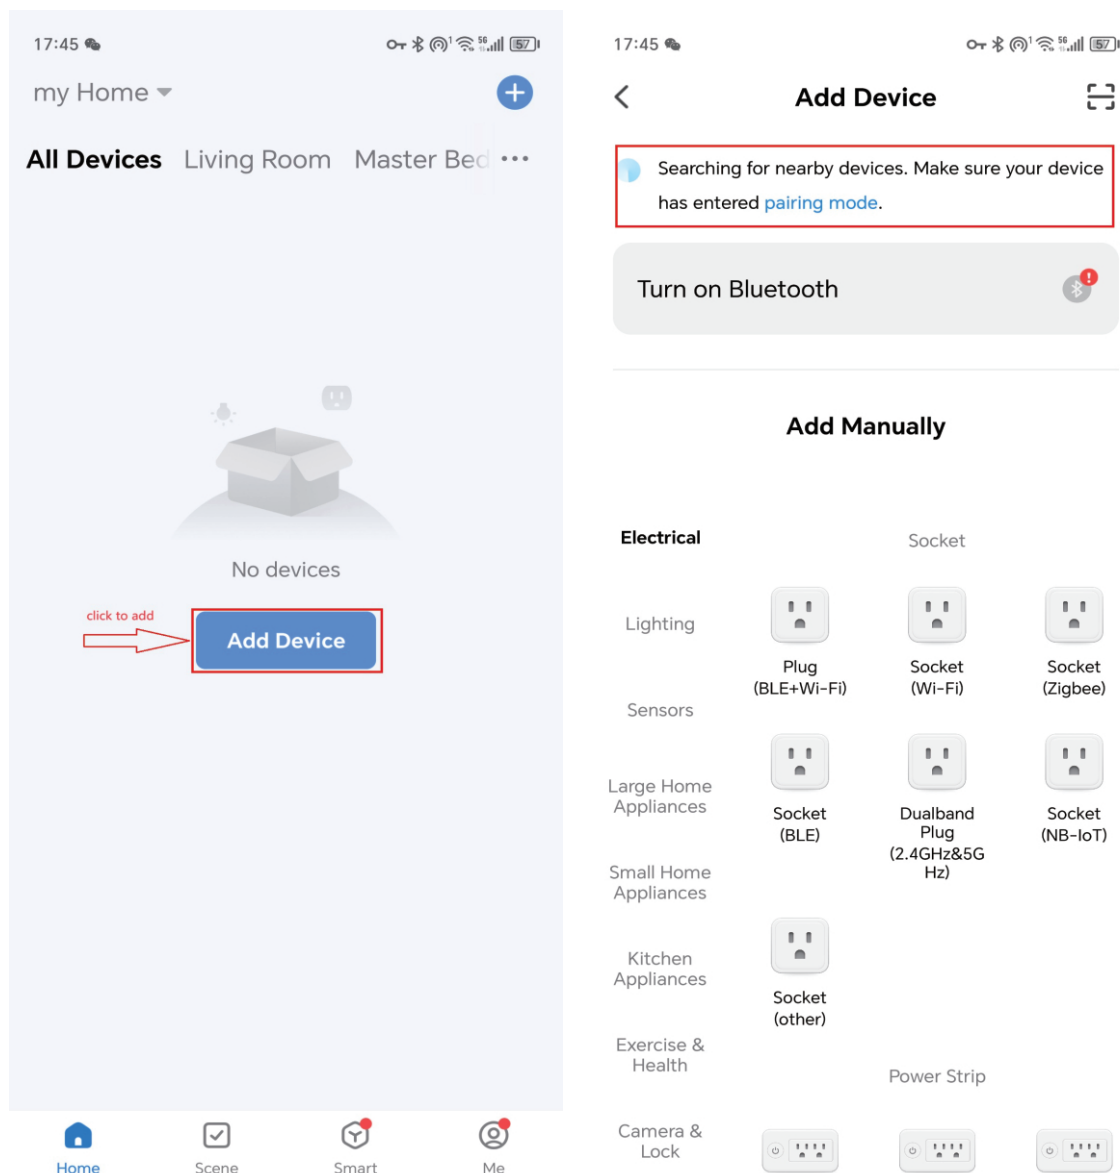 17:45
57
my Home
All Devices Living Room Master Bed
No devices
click to add
Add Device
Home Scene Smart Me
17:45
57
Add Device
Searching for nearby devices. Make sure your device
has entered pairing mode.
Turn on Bluetooth
Add Manually
Electrical
Lighting
Sensors
Large Home
Appliances
Small Home
Appliances
Kitchen
Appliances
Exercise &
Health
Camera &
Lock
Socket
Plug
(BLE+Wi-Fi)
Socket
(Wi-Fi)
Socket
(Zigbee)
Socket
(BLE)
Dualband
Plug
(2.4GHz&5G
Hz)
Socket
(NB-IoT)
Socket
(other)
Power Strip